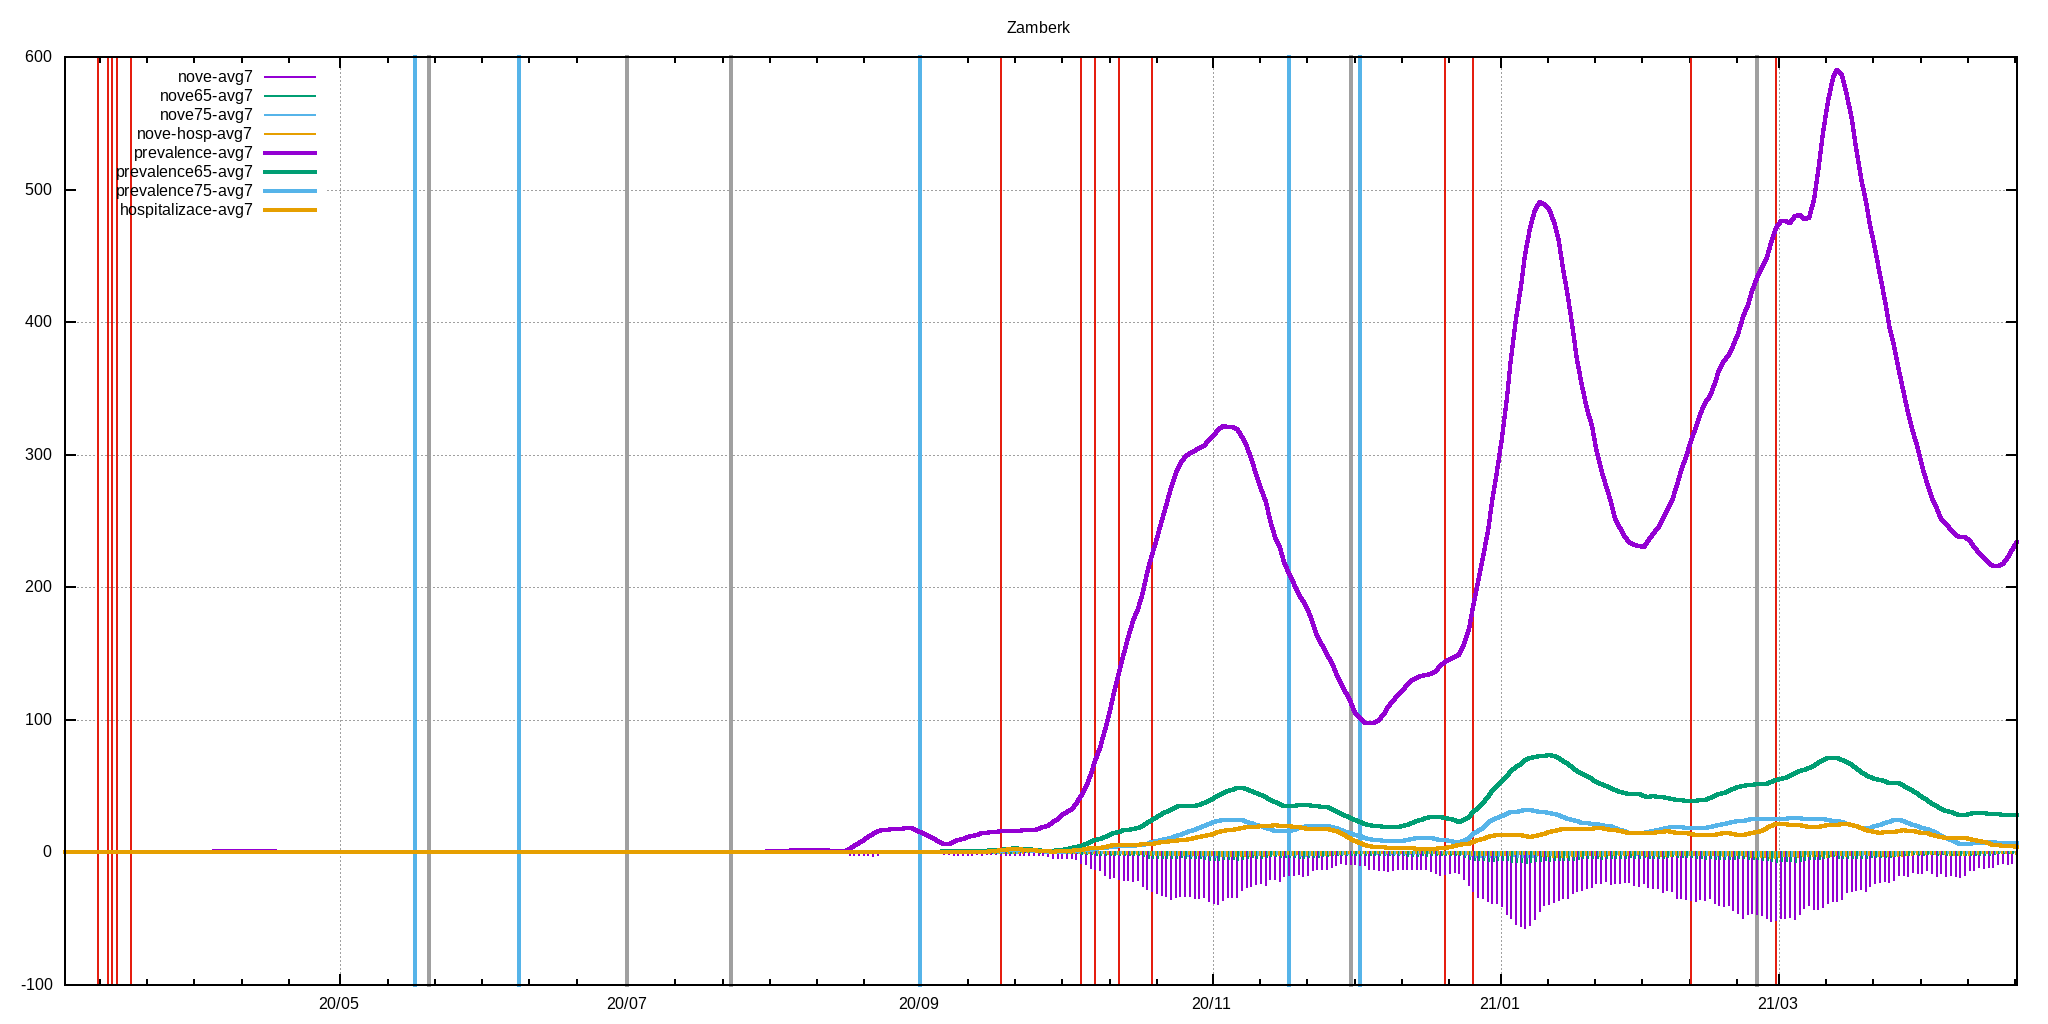 Zamberk
600
500
400
300
200
100
0
-100
nove-avg7
nove65-avg7
nove75-avg7
nove-hosp-avg7
prevalence-avg7
prevalence65-avg7
prevalence75-avg7
hospitalizace-avg7
20/05
20/07
20/09
20/11
21/01
21/03